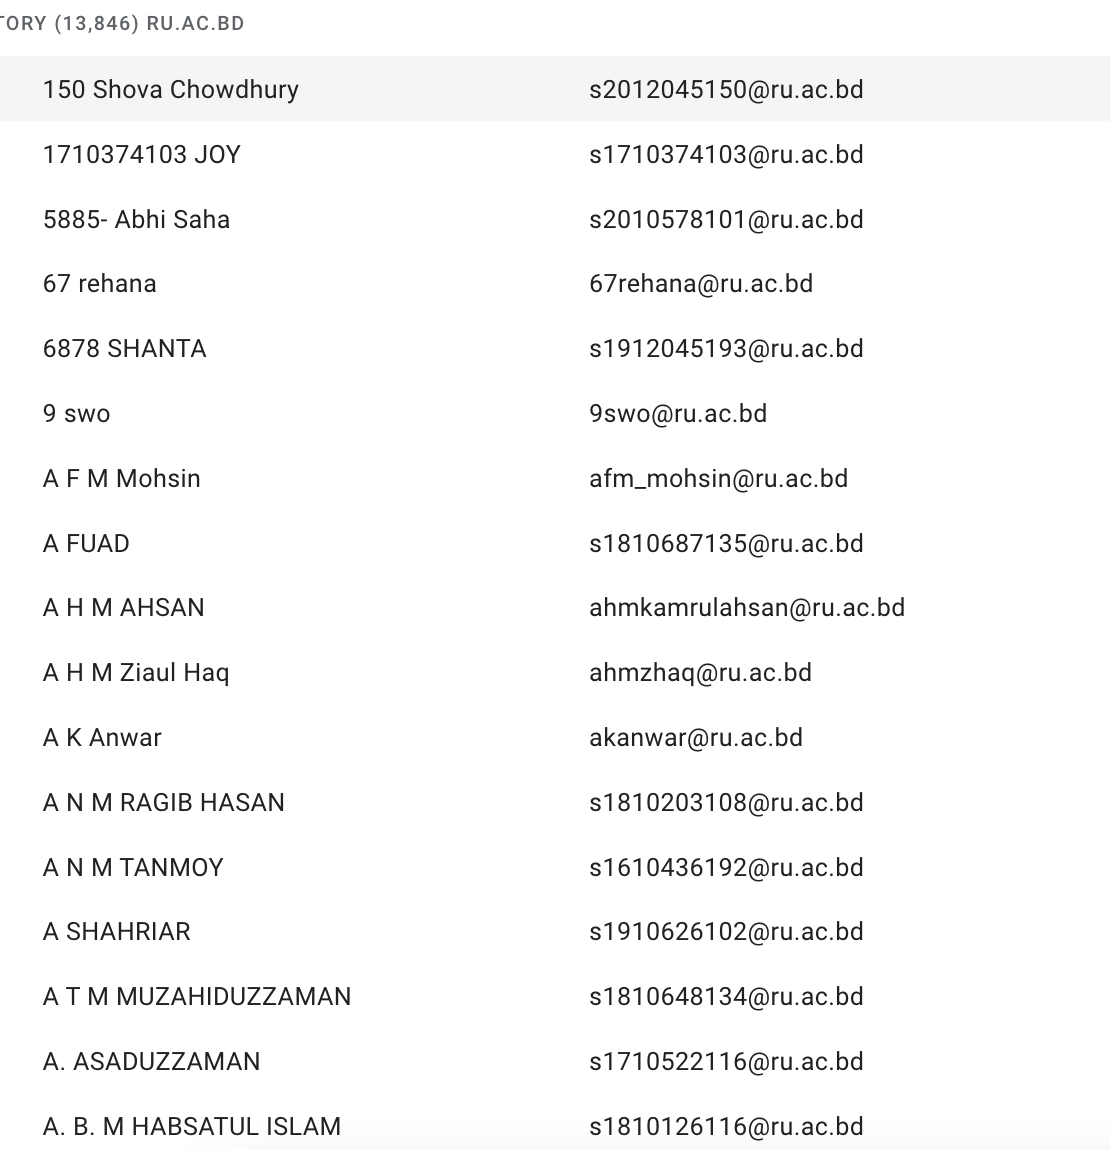 TORY (13,846) RU.AC.BD
150 Shova Chowdhury s2012045150@ru.ac.bd
1710374103 JOY s1710374103@ru.ac.bd
5885- Abhi Saha s2010578101@ru.ac.bd
67 rehana 67rehana@ru.ac.bd
6878 SHANTA s1912045193@ru.ac.bd
9 swo 9swo@ru.ac.bd
A F M Mohsin afm_mohsin@ru.ac.bd
A FUAD s1810687135@ru.ac.bd
A H M AHSAN ahmkamrulahsan@ru.ac.bd
A H M Ziaul Haq ahmzhaq@ru.ac.bd
A K Anwar akanwar@ru.ac.bd
A N M RAGIB HASAN s1810203108@ru.ac.bd
A N M TANMOY s1610436192@ru.ac.bd
A SHAHRIAR s1910626102@ru.ac.bd
A T M MUZAHIDUZZAMAN s1810648134@ru.ac.bd
A. ASADUZZAMAN s1710522116@ru.ac.bd
A. B. M HABSATUL ISLAM s1810126116@ru.ac.bd